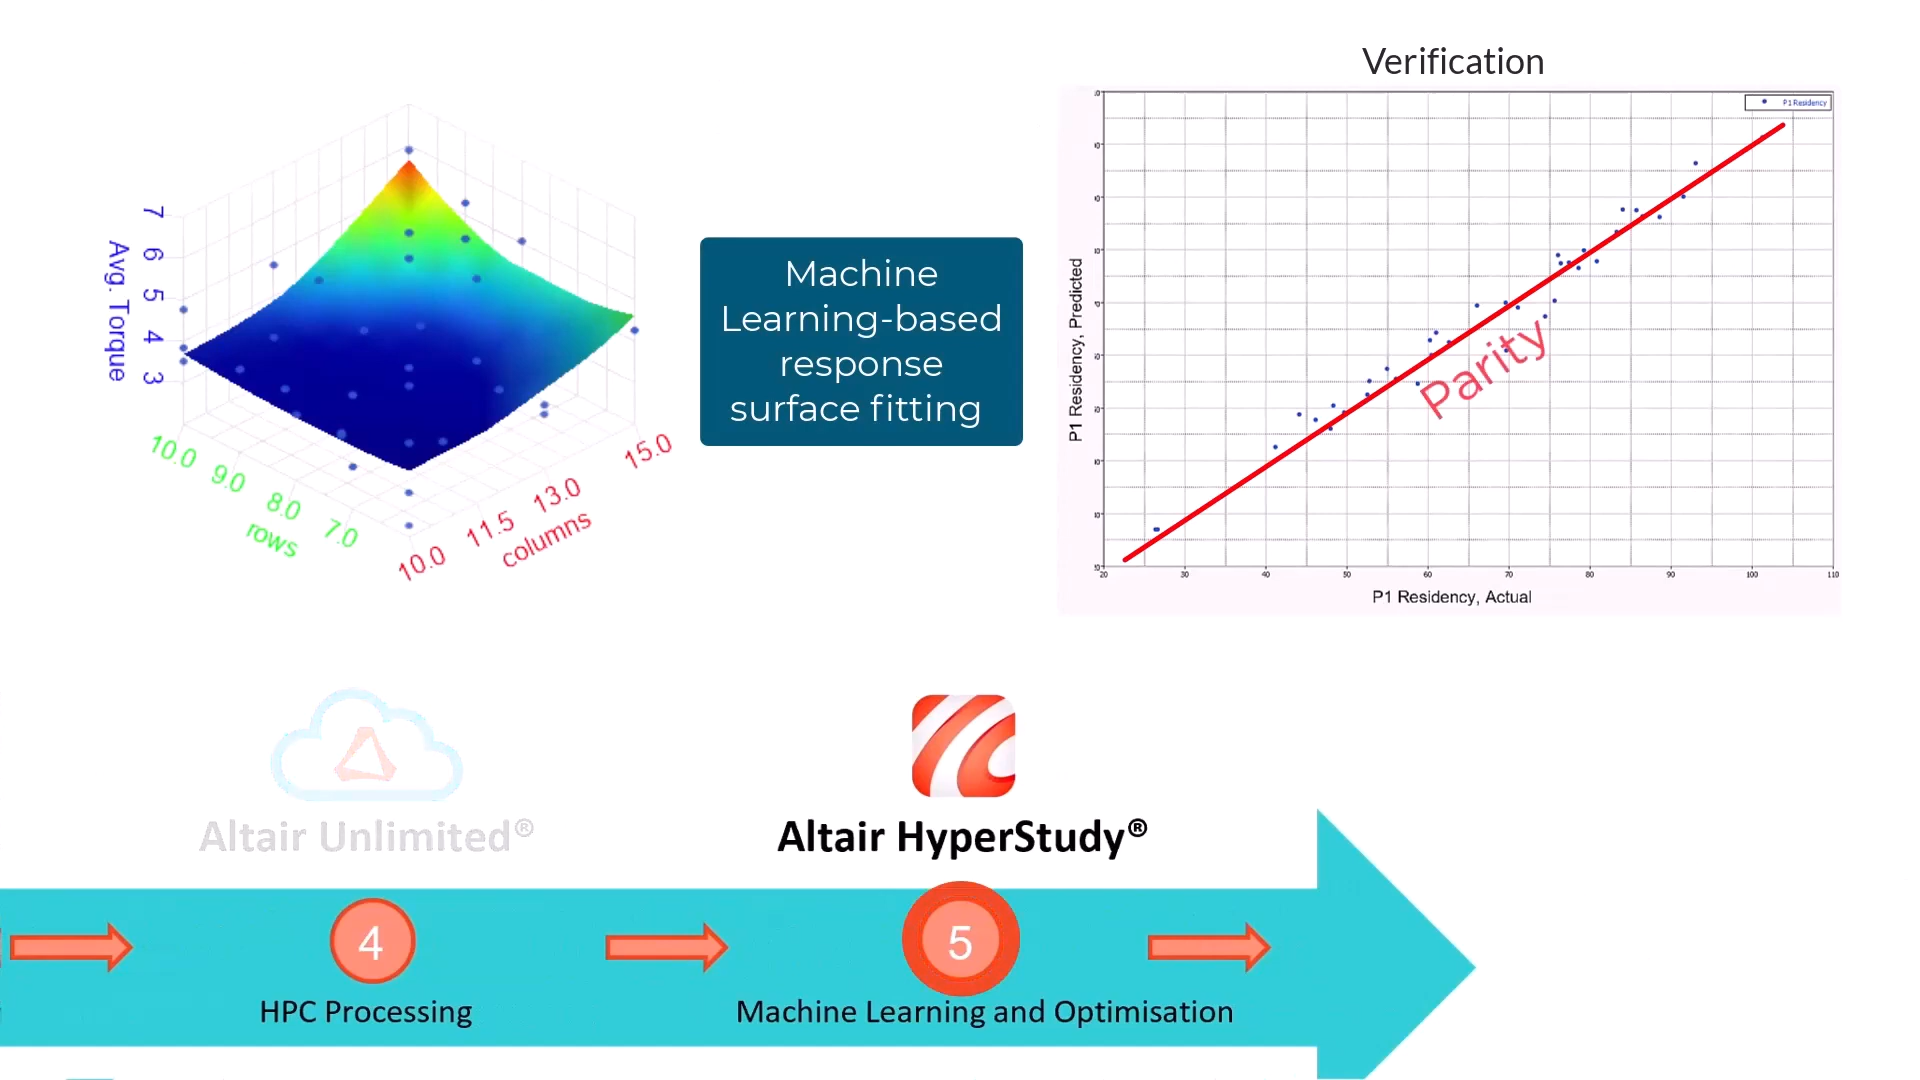 Verification
7
6
5
4
3
Avg. Torque
10.0
9.0
8.0
7.0
rows
10.0
11.5
13.0
15.0
columns
Machine
Learning-based
response
surface fitting
P1 Residency
P1 Residency, Predicted
Parity
20 30 40 50 60 70 80 90 100 110
P1 Residency, Actual
Altair Unlimited®
Altair HyperStudy®
4
5
HPC Processing
Machine Learning and Optimisation